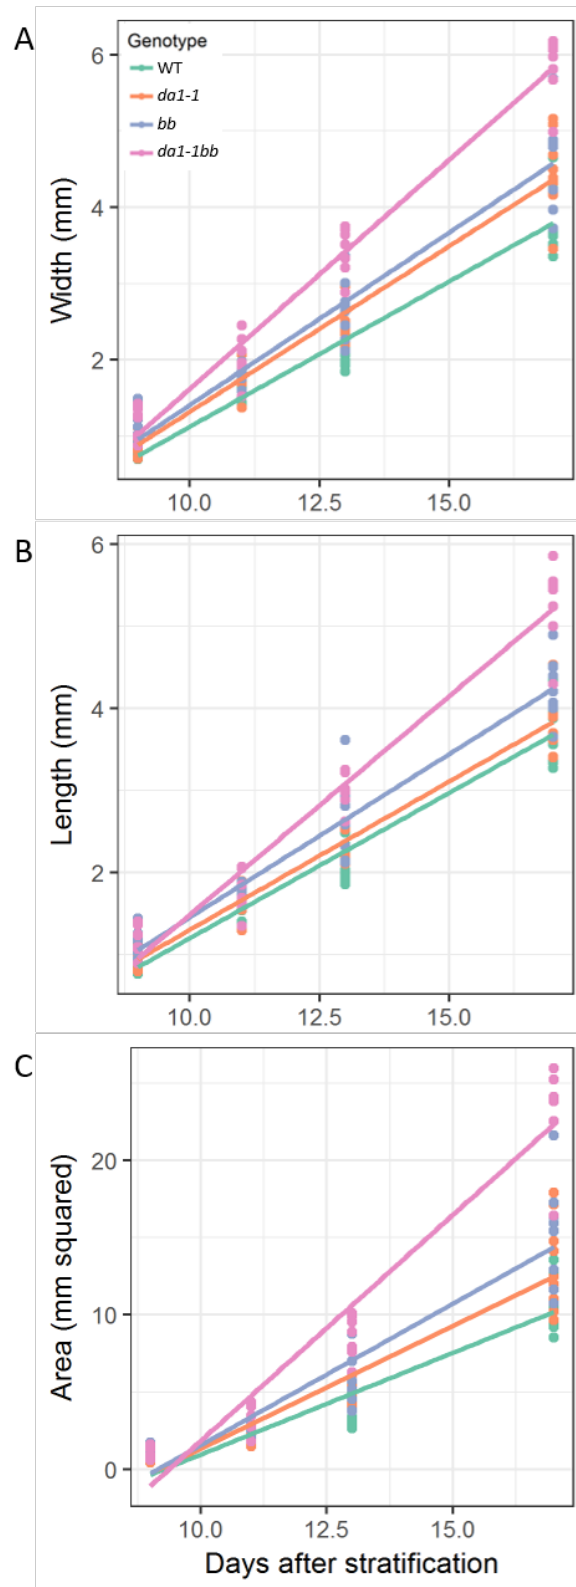 A
Genotype
WT
da1-1
bb
da1-1bb
6
4
2
Width (mm)
10.0 12.5 15.0
B
6
4
2
Length (mm)
10.0 12.5 15.0
C
20
10
0
Area (mm squared)
10.0 12.5 15.0
Days after stratification